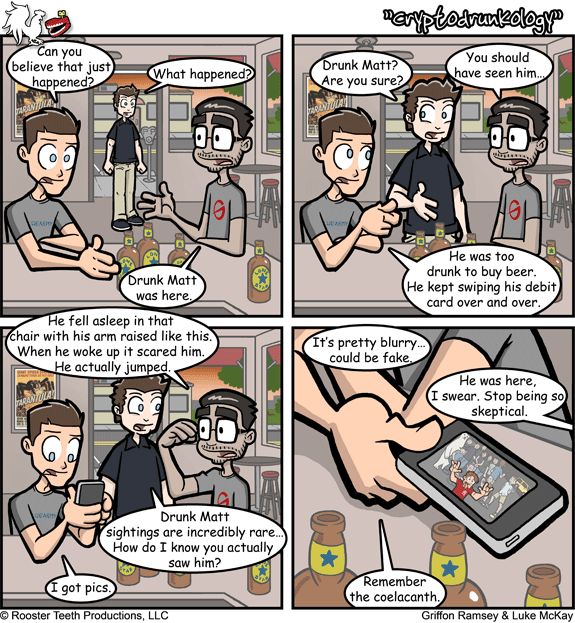 "cryptodrunkology"
Can you
believe that just
happened?
What happened?
TARANTULA!
Drunk Matt
was here.
Drunk Matt?
Are you sure?
You should
have seen him...
TARANTULA!
He was too
drunk to buy beer.
He kept swiping his debit
card over and over.
He fell asleep in that
chair with his arm raised like this.
When he woke up it scared him.
He actually jumped.
TARANTULA!
Drunk Matt
sightings are incredibly rare...
How do I know you actually
saw him?
I got pics.
It's pretty blurry...
could be fake.
He was here,
I swear. Stop being so
skeptical.
Remember
the coelacanth.
© Rooster Teeth Productions, LLC
Griffon Ramsey & Luke McKay